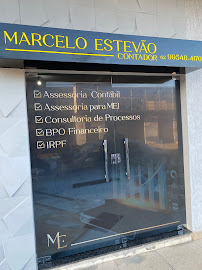 MARCELO ESTEVÃO
CONTADOR
Assessoria Contábil
Assessoria para MEI
Consultoria de Processos
BPO Financeiro
IRPF
ME